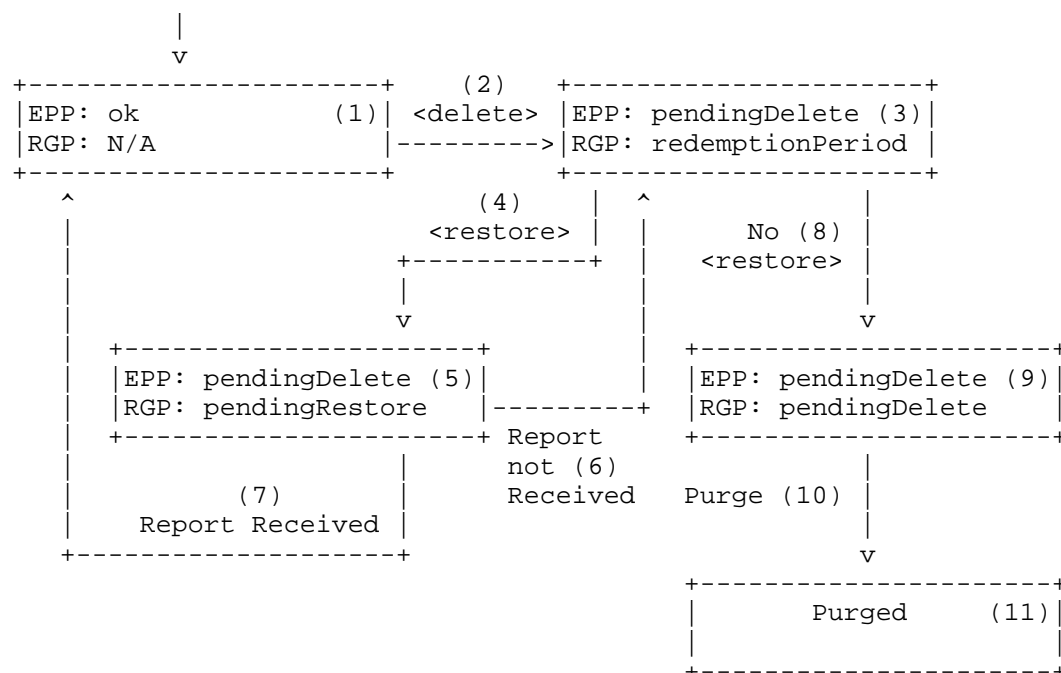 (2)
EPP: ok (1) <delete> EPP: pendingDelete (3)
RGP: N/A RGP: redemptionPeriod
(4)
<restore> No (8)
<restore>
EPP: pendingDelete (5) EPP: pendingDelete (9)
RGP: pendingRestore RGP: pendingDelete
Report
not (6)
(7) Received Purge (10)
Report Received
Purged (11)